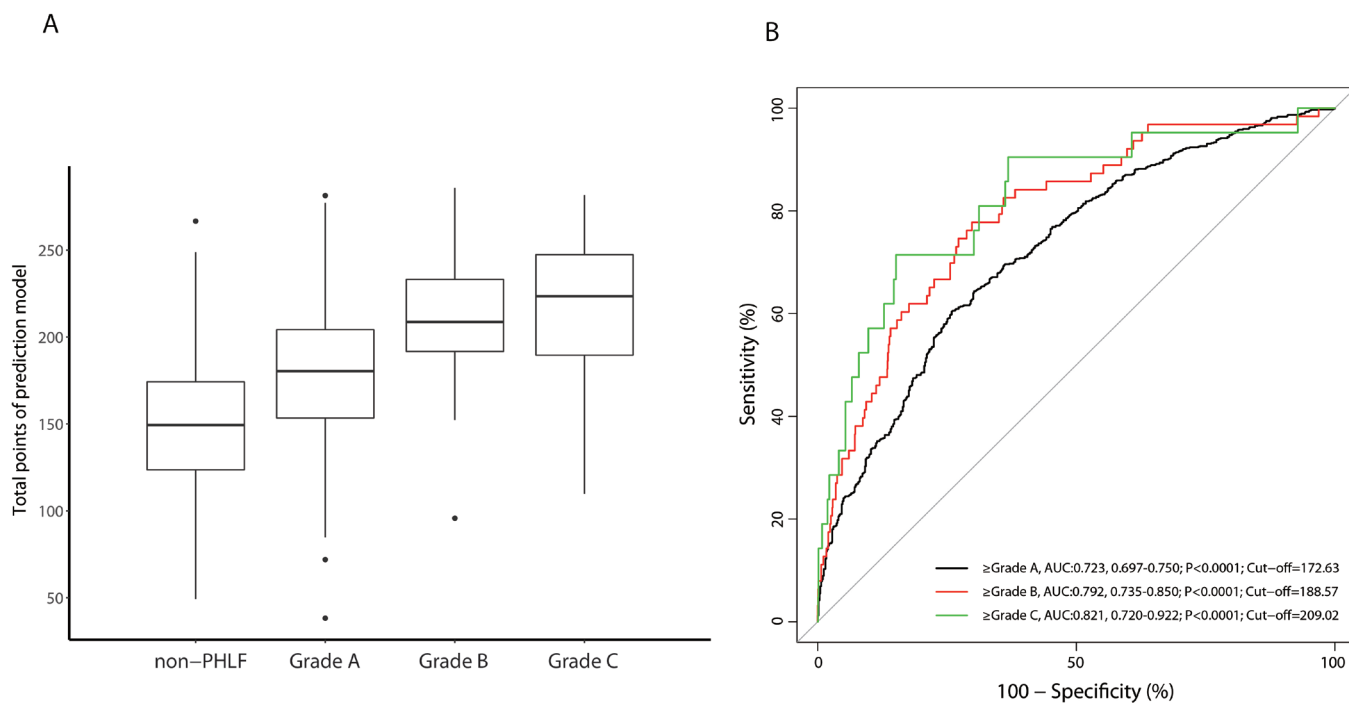 A
Total points of prediction model
250
200
150
100
50
non−PHLF
Grade A
Grade B
Grade C
B
Sensitivity (%)
100
80
60
40
20
0
≥Grade A, AUC:0.723, 0.697-0.750; P<0.0001; Cut−off=172.63
≥Grade B, AUC:0.792, 0.735-0.850; P<0.0001; Cut−off=188.57
≥Grade C, AUC:0.821, 0.720-0.922; P<0.0001; Cut−off=209.02
0
50
100
100 − Specificity (%)